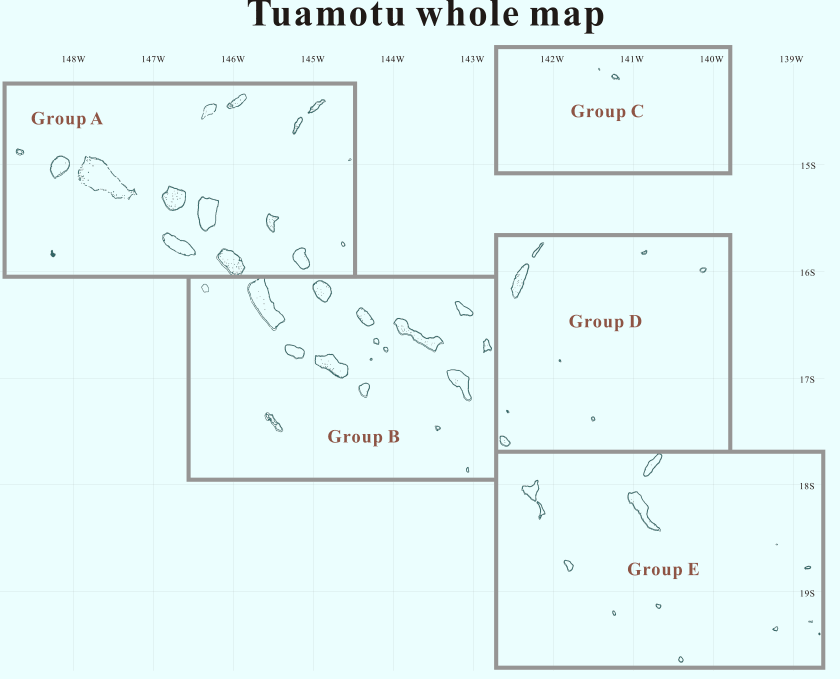 Tuamotu whole map
148W 147W 146W 145W 144W 143W 142W 141W 140W 139W
Group A
Group C
15S
16S
Group D
17S
Group B
18S
Group E
19S